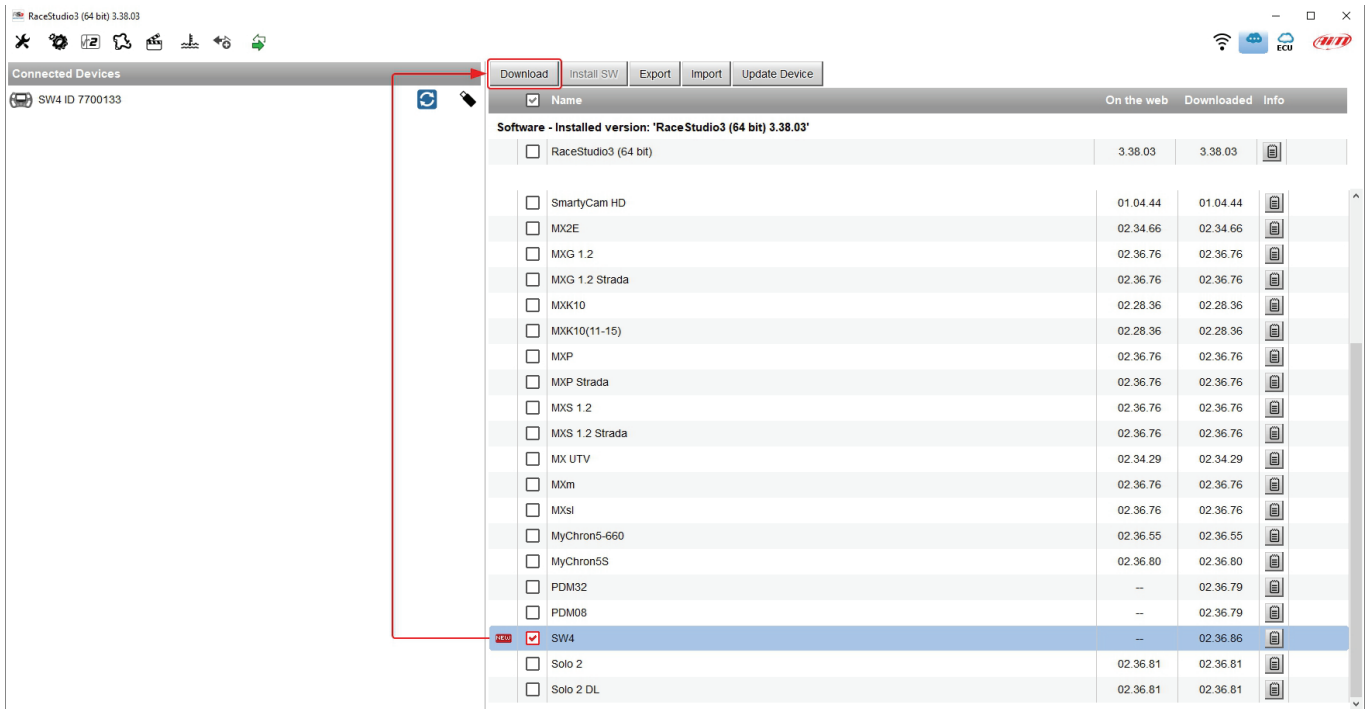 RaceStudio3 (64 bit) 3.38.03
ECU AiM
Connected Devices
SW4 ID 7700133
Download Install SW Export Import Update Device
Name On the web Downloaded Info
Software - Installed version: 'RaceStudio3 (64 bit) 3.38.03'
RaceStudio3 (64 bit) 3.38.03 3.38.03
SmartyCam HD 01.04.44 01.04.44
MX2E 02.34.66 02.34.66
MXG 1.2 02.36.76 02.36.76
MXG 1.2 Strada 02.36.76 02.36.76
MXK10 02.28.36 02.28.36
MXK10(11-15) 02.28.36 02.28.36
MXP 02.36.76 02.36.76
MXP Strada 02.36.76 02.36.76
MXS 1.2 02.36.76 02.36.76
MXS 1.2 Strada 02.36.76 02.36.76
MX UTV 02.34.29 02.34.29
MXm 02.36.76 02.36.76
MXsl 02.36.76 02.36.76
MyChron5-660 02.36.55 02.36.55
MyChron5S 02.36.80 02.36.80
PDM32 -- 02.36.79
PDM08 -- 02.36.79
NEW SW4 -- 02.36.86
Solo 2 02.36.81 02.36.81
Solo 2 DL 02.36.81 02.36.81